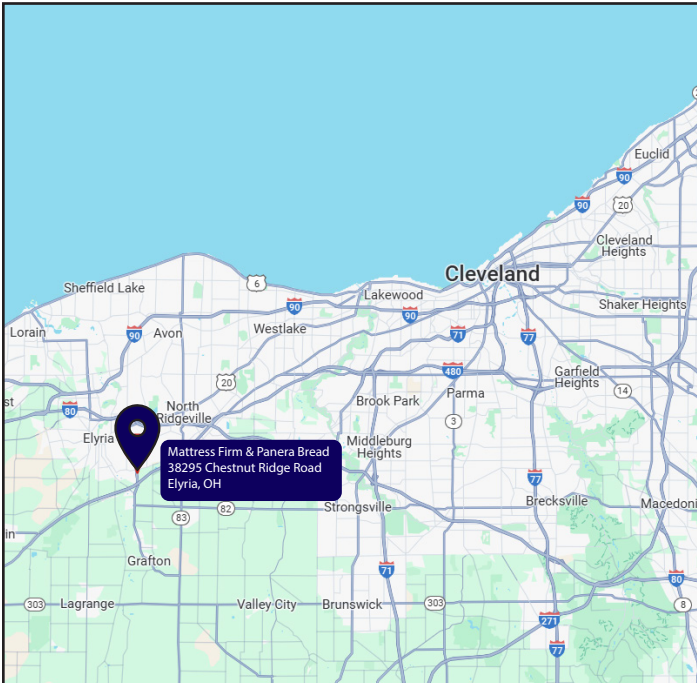 Euclid
90
20
90
Cleveland
Heights
Cleveland
6
Sheffield Lake
Lakewood
Shaker Heights
90
90
Lorain
90
Avon
Westlake
71
77
480
Garfield
Heights
20
Parma
14
Brook Park
80
North
Ridgeville
3
Elyria
Middleburg
Heights
Mattress Firm & Panera Bread
38295 Chestnut Ridge Road
Elyria, OH
77
Brecksville
Macedoni
82
Strongsville
83
Grafton
71
80
303
Lagrange
Valley City
Brunswick
303
8
271
77